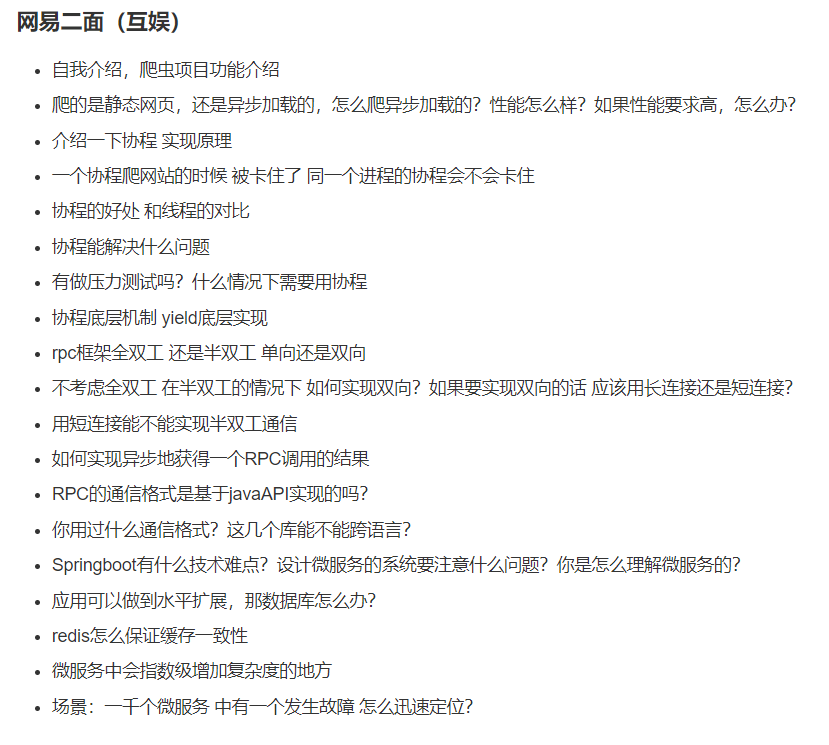 网易二面（互娱）
自我介绍，爬虫项目功能介绍
爬的是静态网页，还是异步加载的，怎么爬异步加载的？性能怎么样？如果性能要求高，怎么办？
介绍一下协程 实现原理
一个协程爬网站的时候 被卡住了 同一个进程的协程会不会卡住
协程的好处 和线程的对比
协程能解决什么问题
有做压力测试吗？什么情况下需要用协程
协程底层机制 yield底层实现
rpc框架全双工 还是半双工 单向还是双向
不考虑全双工 在半双工的情况下 如何实现双向？如果要实现双向的话 应该用长连接还是短连接？
用短连接能不能实现半双工通信
如何实现异步地获得一个RPC调用的结果
RPC的通信格式是基于javaAPI实现的吗？
你用过什么通信格式？这几个库能不能跨语言？
Springboot有什么技术难点？设计微服务的系统要注意什么问题？你是怎么理解微服务的？
应用可以做到水平扩展，那数据库怎么办？
redis怎么保证缓存一致性
微服务中会指数级增加复杂度的地方
场景：一千个微服务 中有一个发生故障 怎么迅速定位？